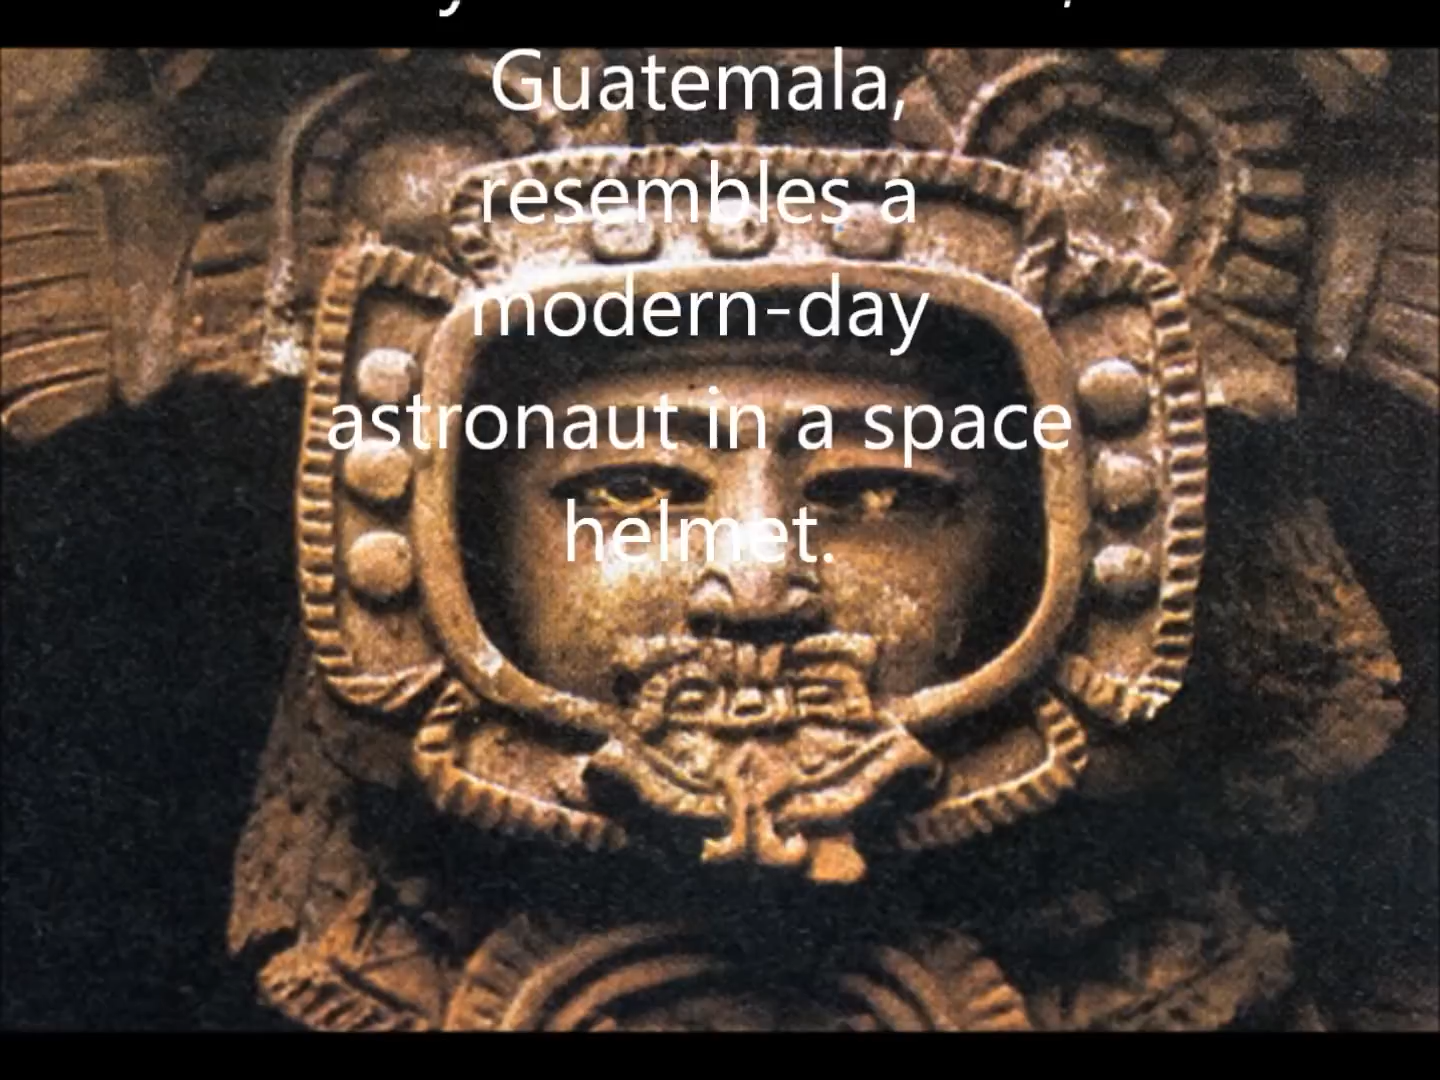 Guatemala,
resembles a
modern-day
astronaut in a space
helmet.